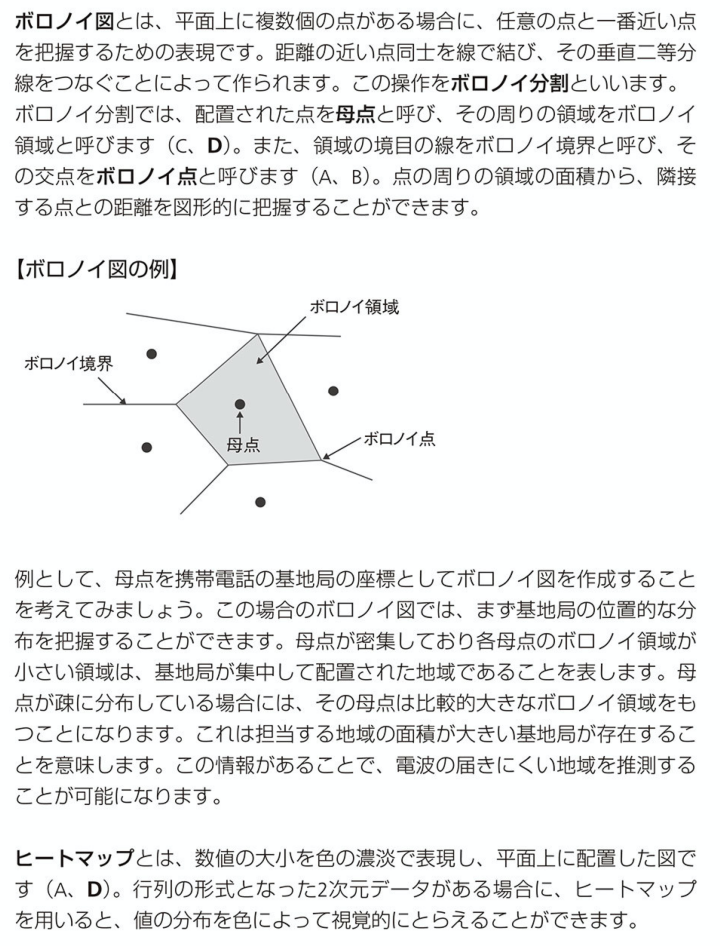 ボロノイ図とは、平面上に複数個の点がある場合に、任意の点と一番近い点
を把握するための表現です。距離の近い点同士を線で結び、その垂直二等分
線をつなぐことによって作られます。この操作をボロノイ分割といいます。
ボロノイ分割では、配置された点を母点と呼び、その周りの領域をボロノイ
領域と呼びます（C、D）。また、領域の境目の線をボロノイ境界と呼び、そ
の交点をボロノイ点と呼びます（A、B）。点の周りの領域の面積から、隣接
する点との距離を図形的に把握することができます。
【ボロノイ図の例】
ボロノイ領域
ボロノイ境界
母点
ボロノイ点
例として、母点を携帯電話の基地局の座標としてボロノイ図を作成すること
を考えてみましょう。この場合のボロノイ図では、まず基地局の位置的な分
布を把握することができます。母点が密集しており各母点のボロノイ領域が
小さい領域は、基地局が集中して配置された地域であることを表します。母
点が疎に分布している場合には、その母点は比較的大きなボロノイ領域をも
つことになります。これは担当する地域の面積が大きい基地局が存在するこ
とを意味します。この情報があることで、電波の届きにくい地域を推測する
ことが可能になります。
ヒートマップとは、数値の大小を色の濃淡で表現し、平面上に配置した図で
す（A、D）。行列の形式となった2次元データがある場合に、ヒートマップ
を用いると、値の分布を色によって視覚的にとらえることができます。